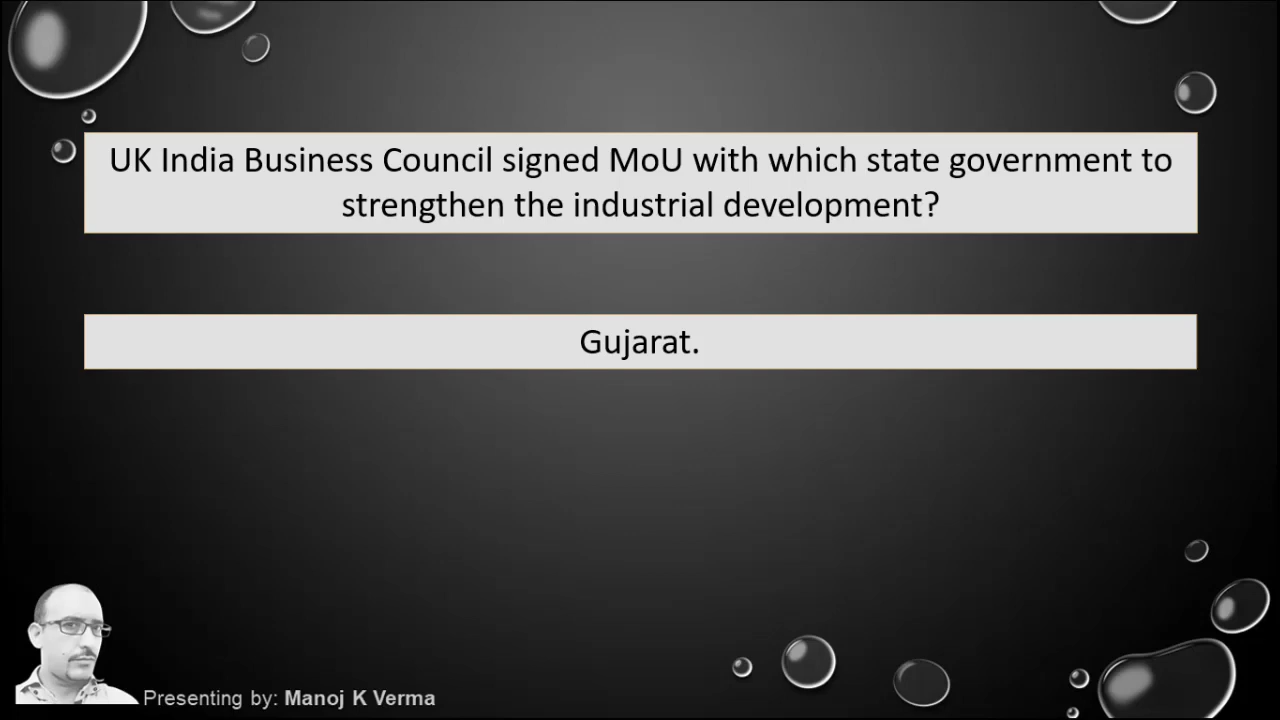 UK India Business Council signed MoU with which state government to
strengthen the industrial development?
Gujarat.
Presenting by: Manoj K Verma